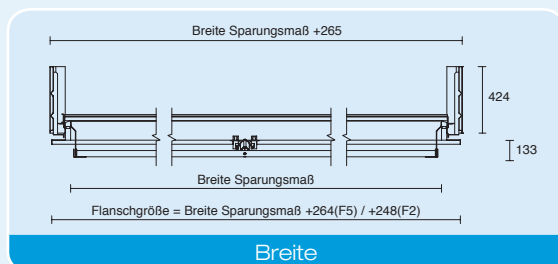 Breite Sparungsmaß +265
424
133
Breite Sparungsmaß
Flanschgröße = Breite Sparungsmaß +264(F5) / +248(F2)
Breite